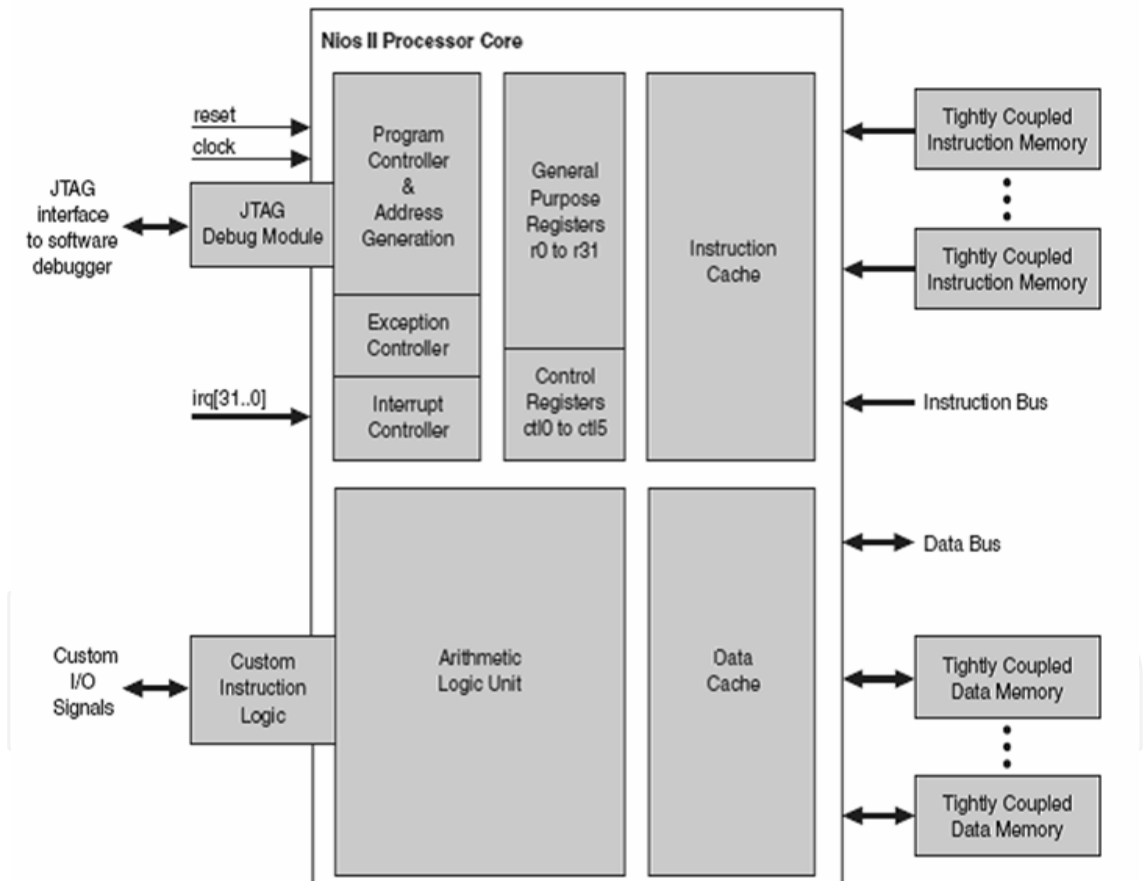 Nios II Processor Core
reset
clock
JTAG
interface
to software
debugger
JTAG
Debug Module
irq[31..0]
Custom
I/O
Signals
Custom
Instruction
Logic
Program
Controller
&
Address
Generation
Exception
Controller
Interrupt
Controller
General
Purpose
Registers
r0 to r31
Control
Registers
ctl0 to ctl5
Instruction
Cache
Arithmetic
Logic Unit
Data
Cache
Tightly Coupled
Instruction Memory
Tightly Coupled
Instruction Memory
Instruction Bus
Data Bus
Tightly Coupled
Data Memory
Tightly Coupled
Data Memory